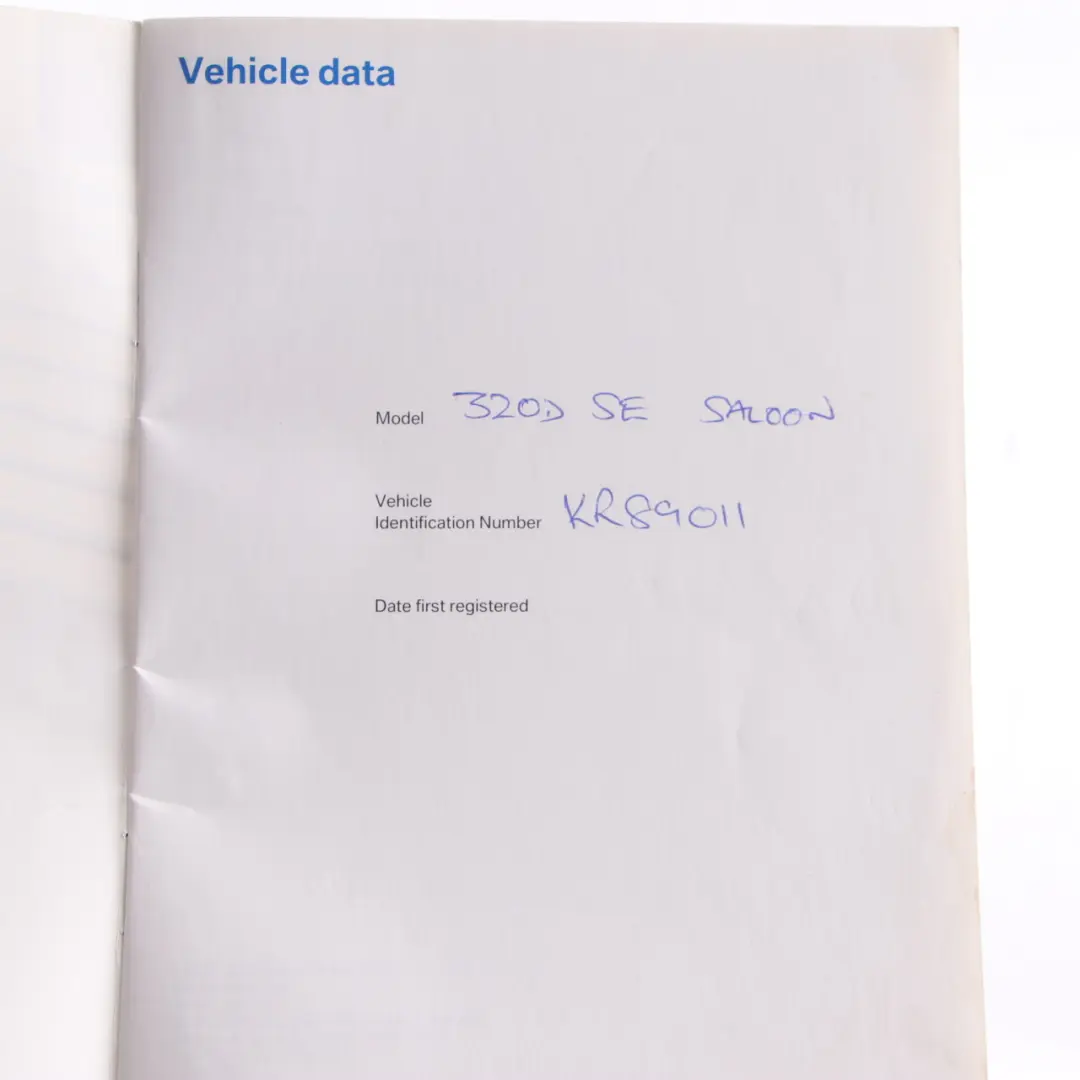 Vehicle data
Model 320D SE SALOON
Vehicle
Identification Number KR89011
Date first registered